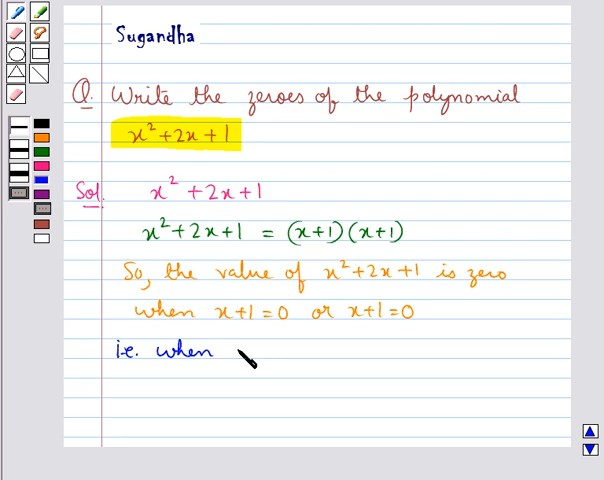 Sugandha
Q. Write the zeroes of the polynomial
x² + 2x + 1
Sol. x² + 2x + 1
x² + 2x + 1 = (x+1) (x+1)
So, the value of x² + 2x + 1 is zero
when x+1 = 0 or x+1 = 0
i.e. when